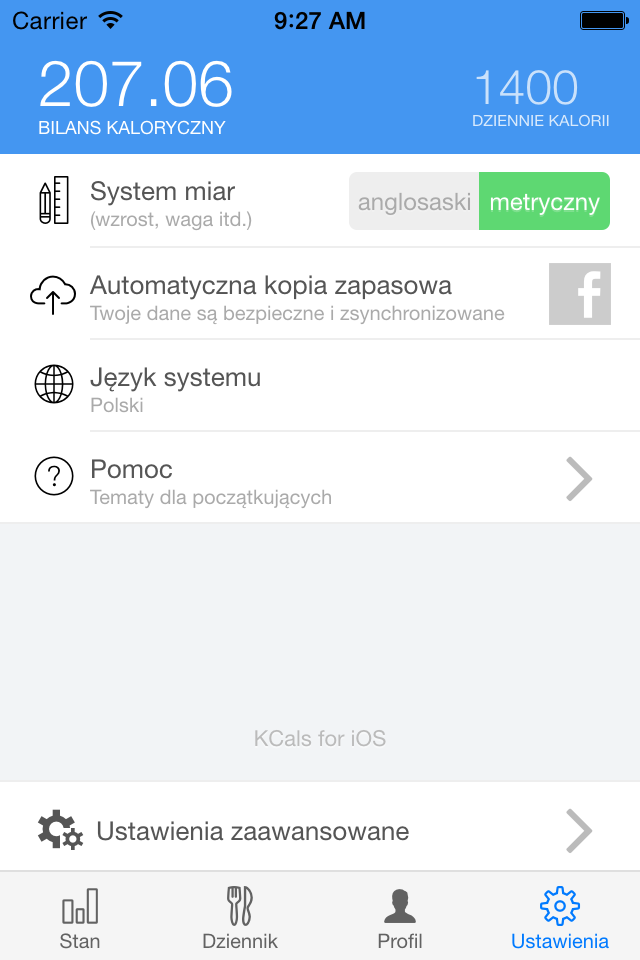 Carrier 9:27 AM
207.06 1400
BILANS KALORYCZNY DZIENNIE KALORII
System miar
(wzrost, waga itd.)
anglosaski metryczny
Automatyczna kopia zapasowa
Twoje dane są bezpieczne i zsynchronizowane
f
Język systemu
Polski
?
Pomoc
Tematy dla początkujących
KCals for iOS
Ustawienia zaawansowane
Stan Dziennik Profil Ustawienia